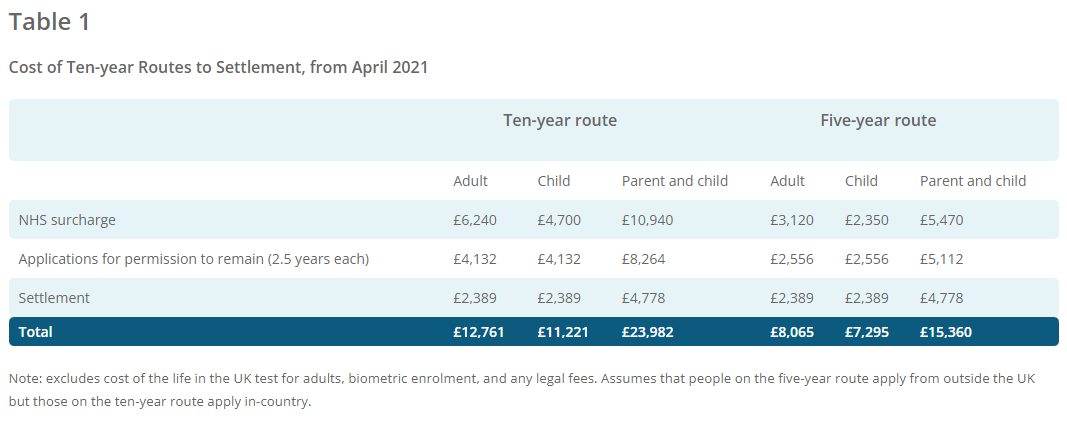 Table 1
Cost of Ten-year Routes to Settlement, from April 2021
Ten-year route Five-year route
Adult Child Parent and child Adult Child Parent and child
NHS surcharge £6,240 £4,700 £10,940 £3,120 £2,350 £5,470
Applications for permission to remain (2.5 years each) £4,132 £4,132 £8,264 £2,556 £2,556 £5,112
Settlement £2,389 £2,389 £4,778 £2,389 £2,389 £4,778
Total £12,761 £11,221 £23,982 £8,065 £7,295 £15,360
Note: excludes cost of the life in the UK test for adults, biometric enrolment, and any legal fees. Assumes that people on the five-year route apply from outside the UK
but those on the ten-year route apply in-country.